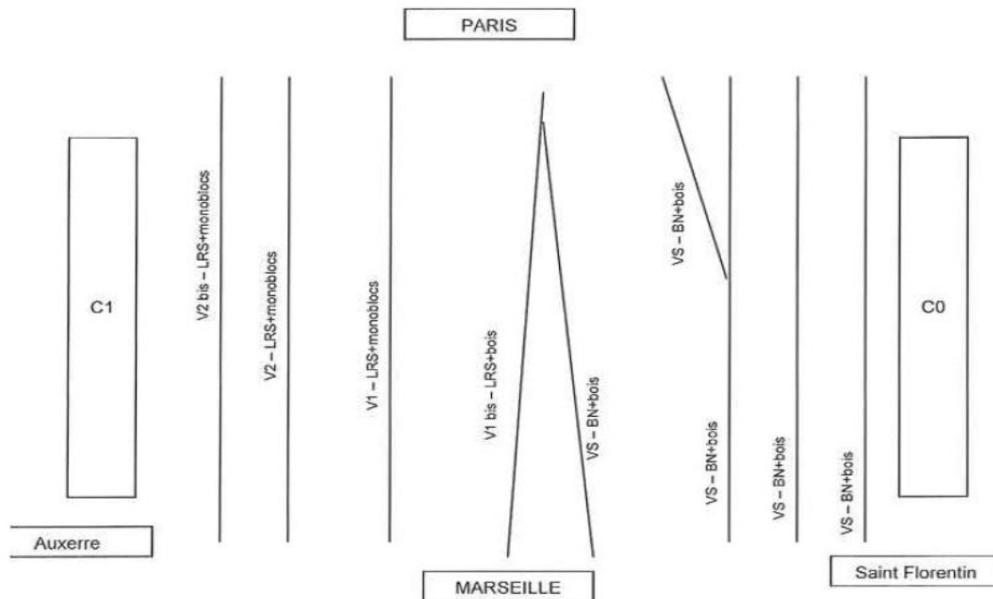 PARIS
V2 bis – LRS+monoblocs
V2 – LRS+monoblocs
V1 – LRS+monoblocs
V1 bis – LRS+bois
VS – BN+bois
VS – BN+bois
VS – BN+bois
VS – BN+bois
VS – BN+bois
C1
C0
Auxerre
MARSEILLE
Saint Florentin